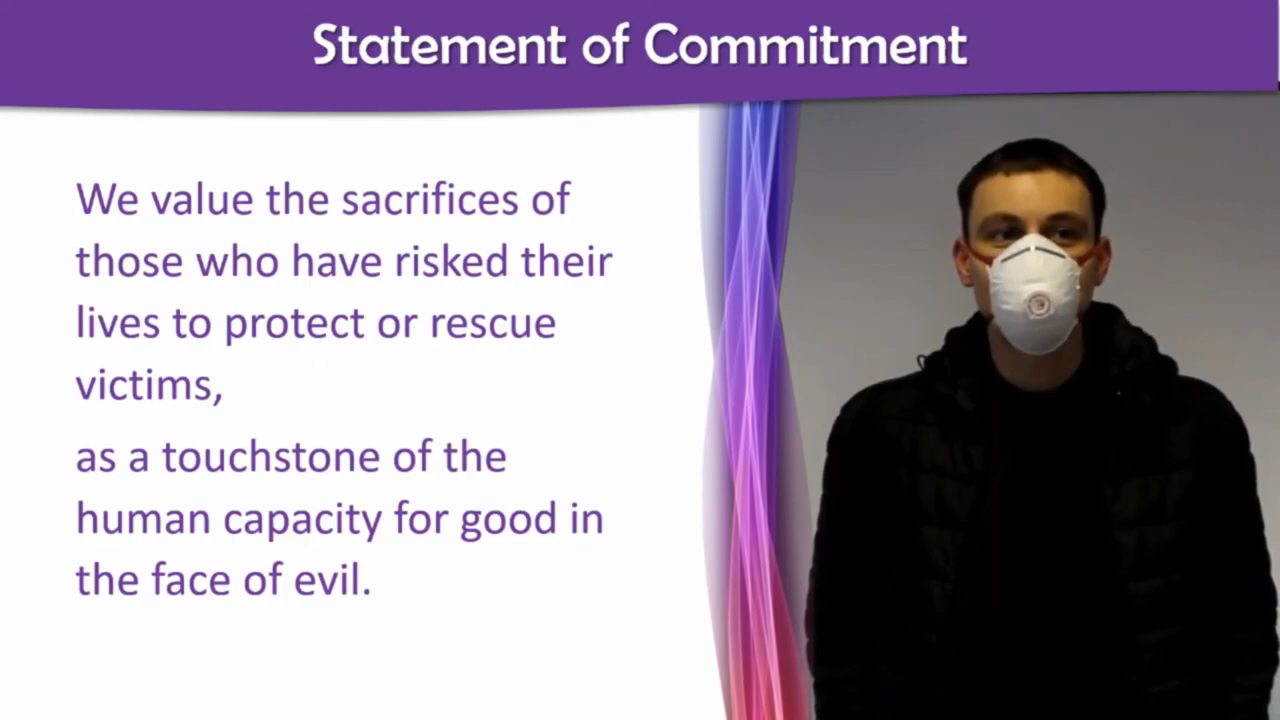 Statement of Commitment
We value the sacrifices of
those who have risked their
lives to protect or rescue
victims,
as a touchstone of the
human capacity for good in
the face of evil.